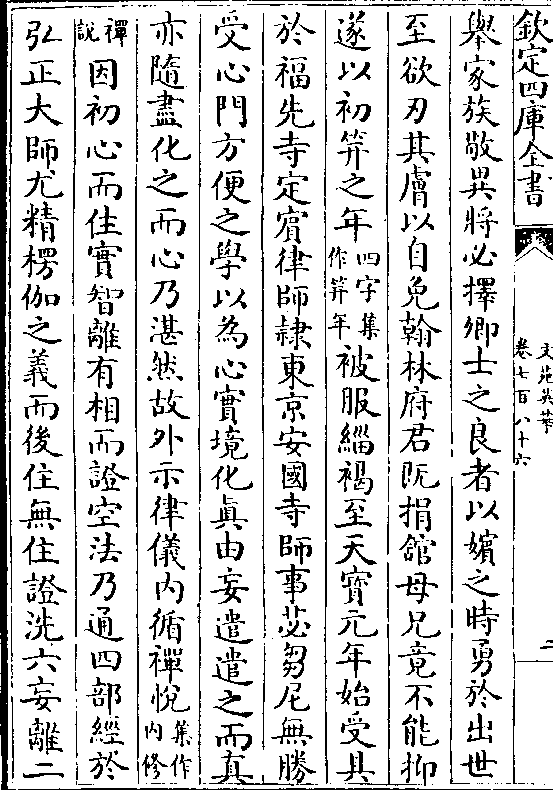 欽定四庫全書
文苑英華
卷七百八十六
二
舉家族敬異將必擇卿士之良者以嬪之時勇於出世
至欲刃其膚以自免翰林府君既捐館母兄竟不能抑
遂以初笄之年四字集作笄年被服緇褐至天寶元年始受具
於福先寺定賓律師隸東京安國寺師事苾芻尼無勝
受心門方便之學以為心實境化眞由妄遣遣之而真
亦隨盡化之而心乃湛然故外示律儀内循禪悅集作内修
禪說因初心而住實智離有相而證空法乃通四部經於
弘正大師尤精楞伽之義而後住無住證洗六妄離二